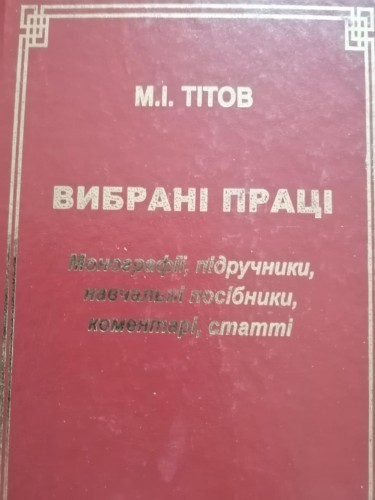 М.І. ТІТОВ
ВИБРАНІ ПРАЦІ
Монографії, підручники,
навчальні посібники,
коментарі, статті